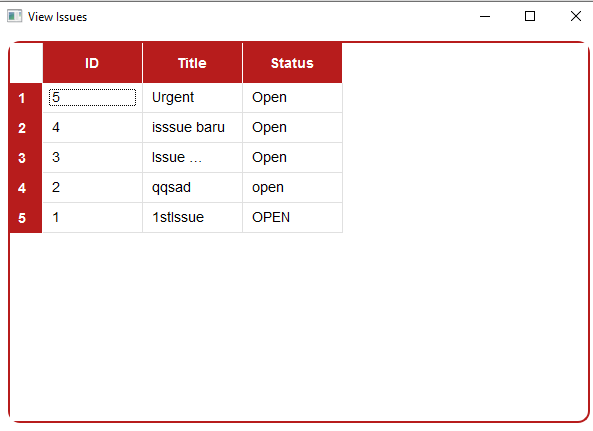 View Issues
ID Title Status
1 5 Urgent Open
2 4 isssue baru Open
3 3 Issue ... Open
4 2 qqsad open
5 1 1stIssue OPEN